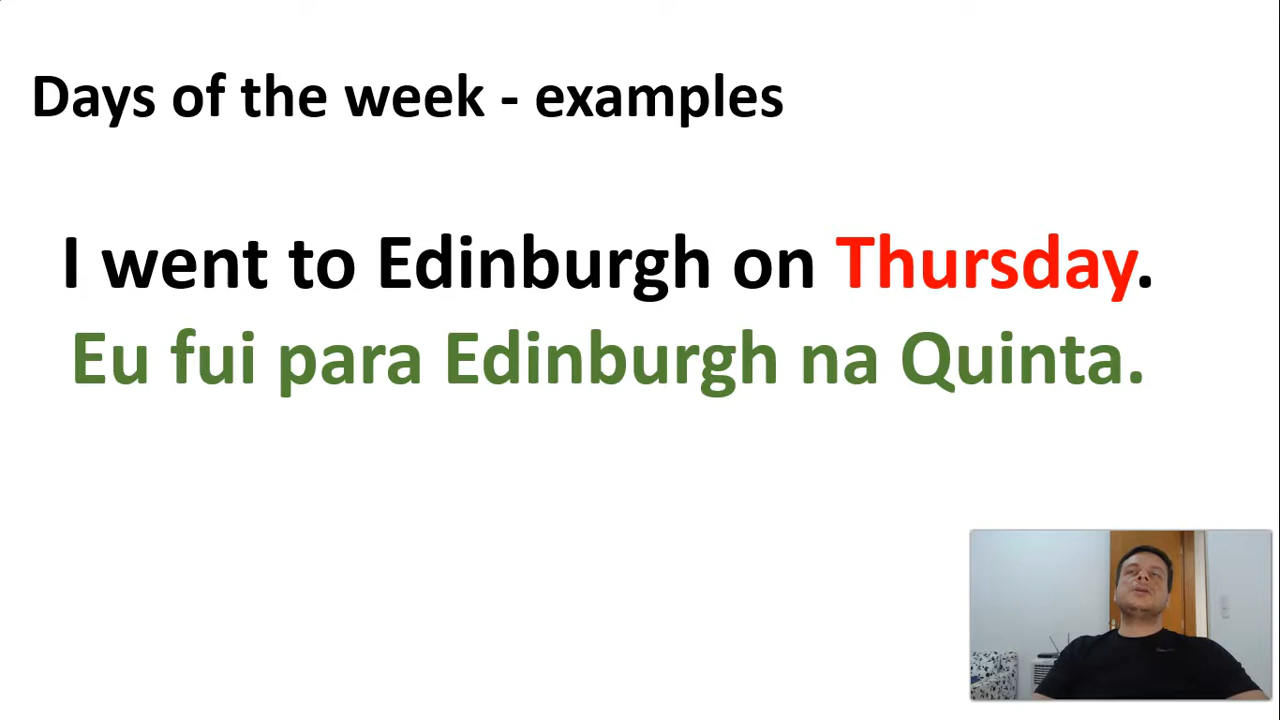 Days of the week - examples
I went to Edinburgh on Thursday.
Eu fui para Edinburgh na Quinta.